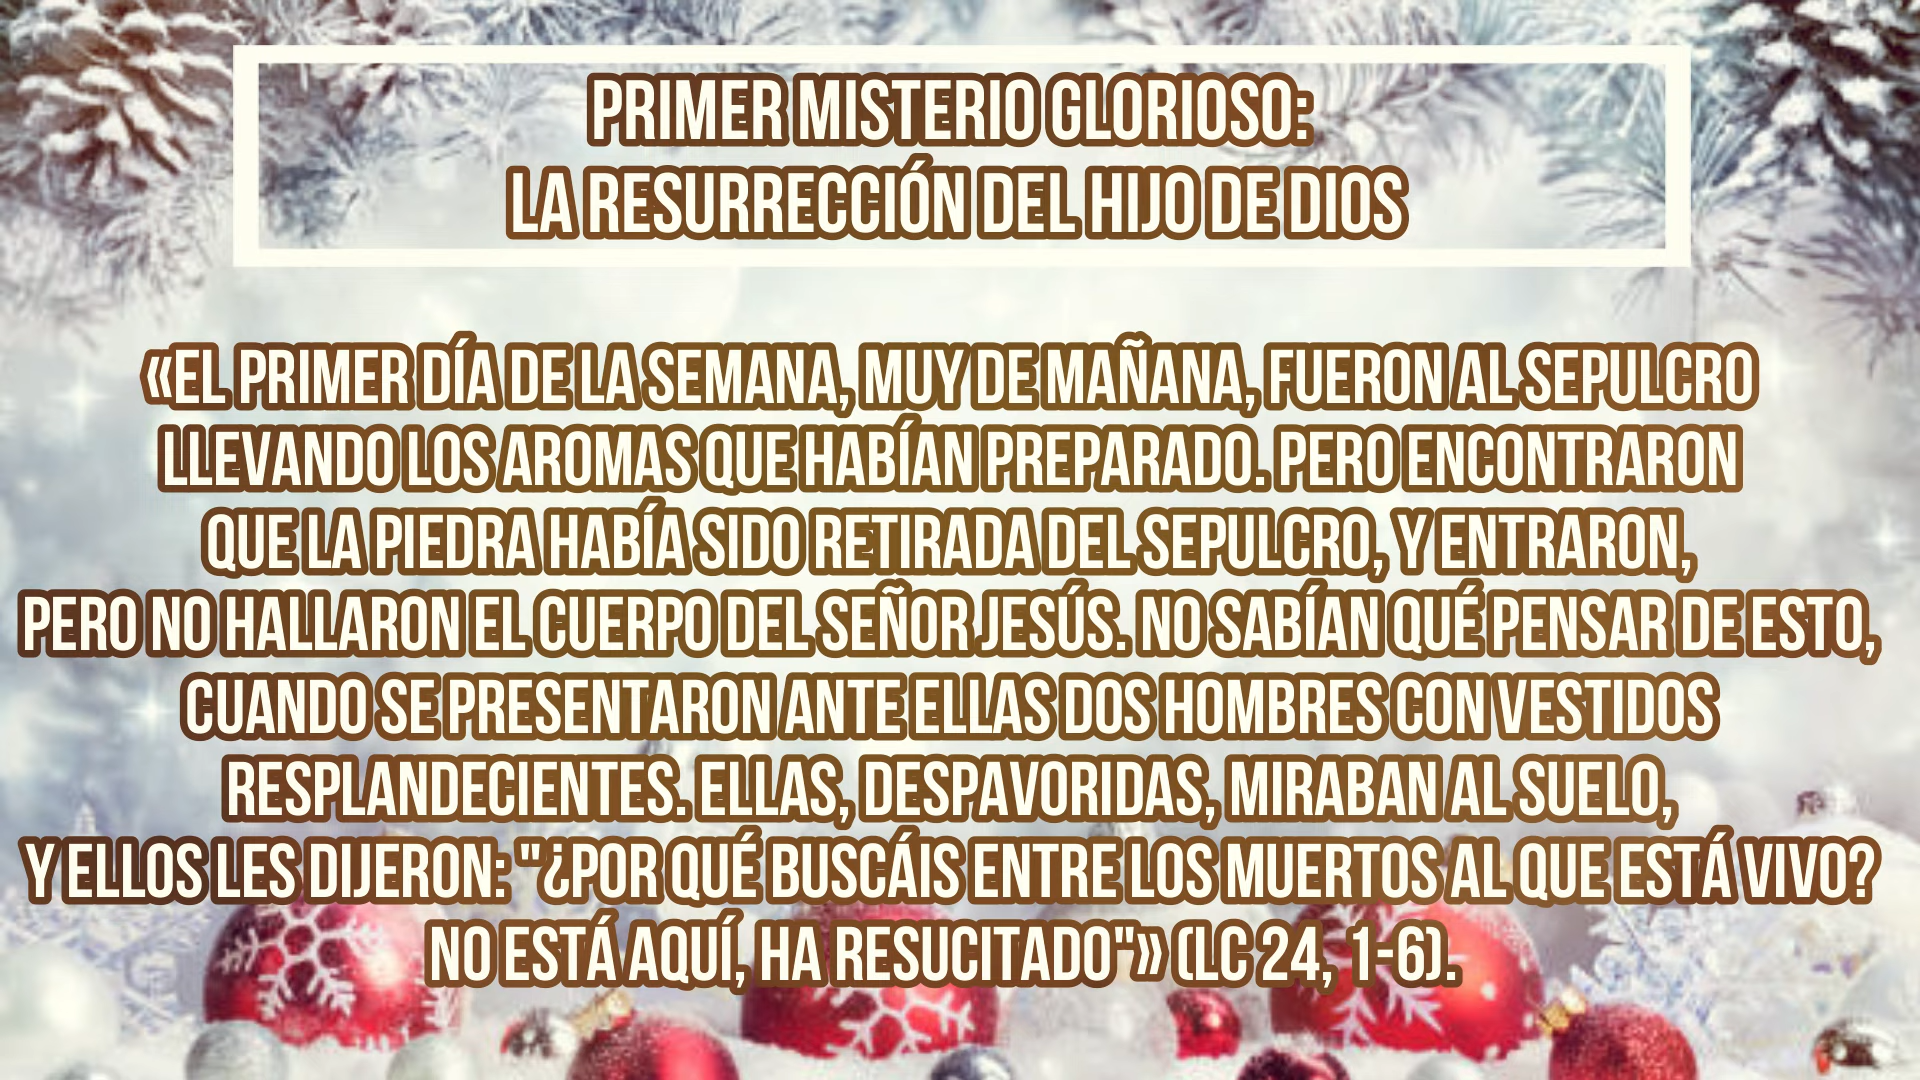 PRIMER MISTERIO GLORIOSO:
LA RESURRECCIÓN DEL HIJO DE DIOS
«EL PRIMER DÍA DE LA SEMANA, MUY DE MAÑANA, FUERON AL SEPULCRO
LLEVANDO LOS AROMAS QUE HABÍAN PREPARADO. PERO ENCONTRARON
QUE LA PIEDRA HABÍA SIDO RETIRADA DEL SEPULCRO, Y ENTRARON,
PERO NO HALLARON EL CUERPO DEL SEÑOR JESÚS. NO SABÍAN QUÉ PENSAR DE ESTO,
CUANDO SE PRESENTARON ANTE ELLAS DOS HOMBRES CON VESTIDOS
RESPLANDECIENTES. ELLAS, DESPAVORIDAS, MIRABAN AL SUELO,
Y ELLOS LES DIJERON: "¿POR QUÉ BUSCÁIS ENTRE LOS MUERTOS AL QUE ESTÁ VIVO?
NO ESTÁ AQUÍ, HA RESUCITADO"» (LC 24, 1-6).